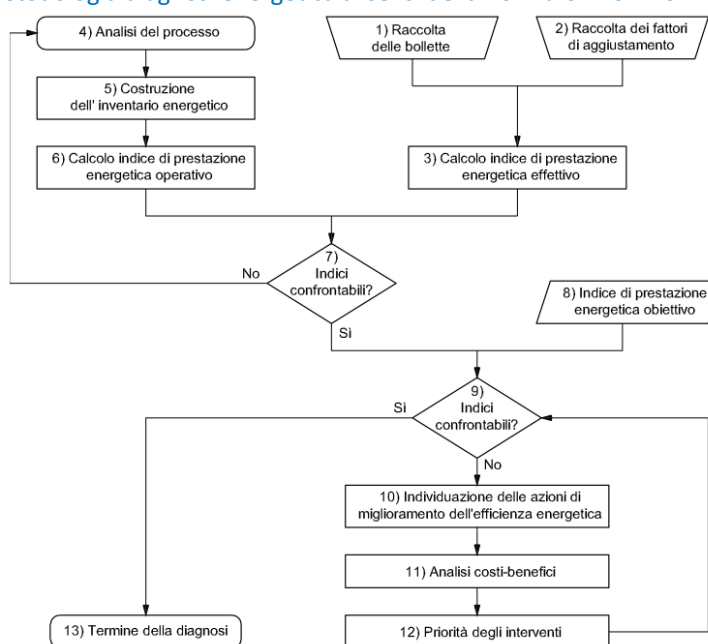 4) Analisi del processo
1) Raccolta
delle bollette
2) Raccolta dei fattori
di aggiustamento
5) Costruzione
dell' inventario energetico
6) Calcolo indice di prestazione
energetica operativo
3) Calcolo indice di prestazione
energetica effettivo
7)
Indici
confrontabili?
No
Sì
8) Indice di prestazione
energetica obiettivo
9)
Indici
confrontabili?
Sì
No
10) Individuazione delle azioni di
miglioramento dell'efficienza energetica
11) Analisi costi-benefici
12) Priorità degli interventi
13) Termine della diagnosi